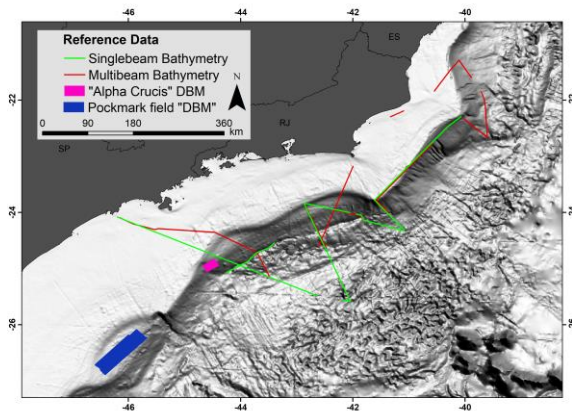 -46
-44
-42
-40
Reference Data
Singlebeam Bathymetry
Multibeam Bathymetry
"Alpha Crucis" DBM
Pockmark field "DBM"
N
0 90 180 270 360
km
ES
RJ
SP
-22
-22
-24
-24
-26
-26
-46
-44
-42
-40